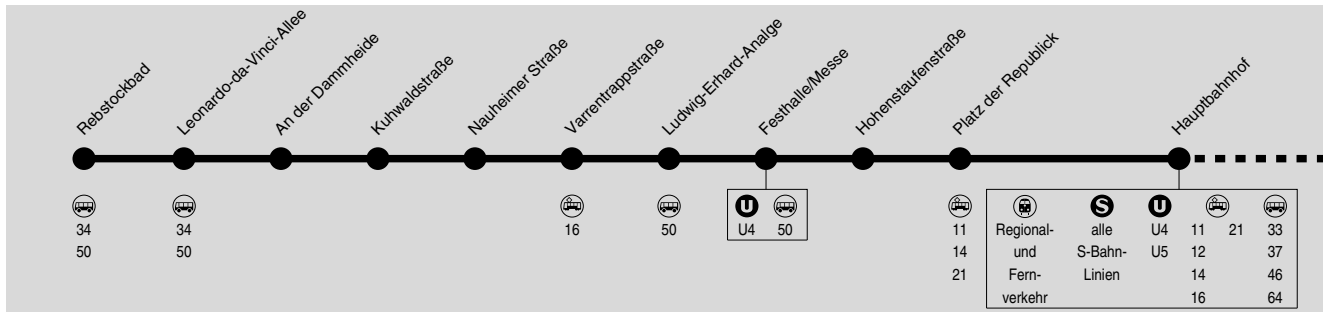 Rebstockbad
Leonardo-da-Vinci-Allee
An der Dammheide
Kuhwaldstraße
Nauheimer Straße
Varrentrappstraße
Ludwig-Erhard-Analge
Festhalle/Messe
Hohenstaufenstraße
Platz der Republick
Hauptbahnhof
34
50
34
50
16
50
U
U4 50
11
14
21
S U
Regional- alle U4 11 21 33
und S-Bahn- U5 12 37
Fern- Linien 14 46
verkehr 16 64